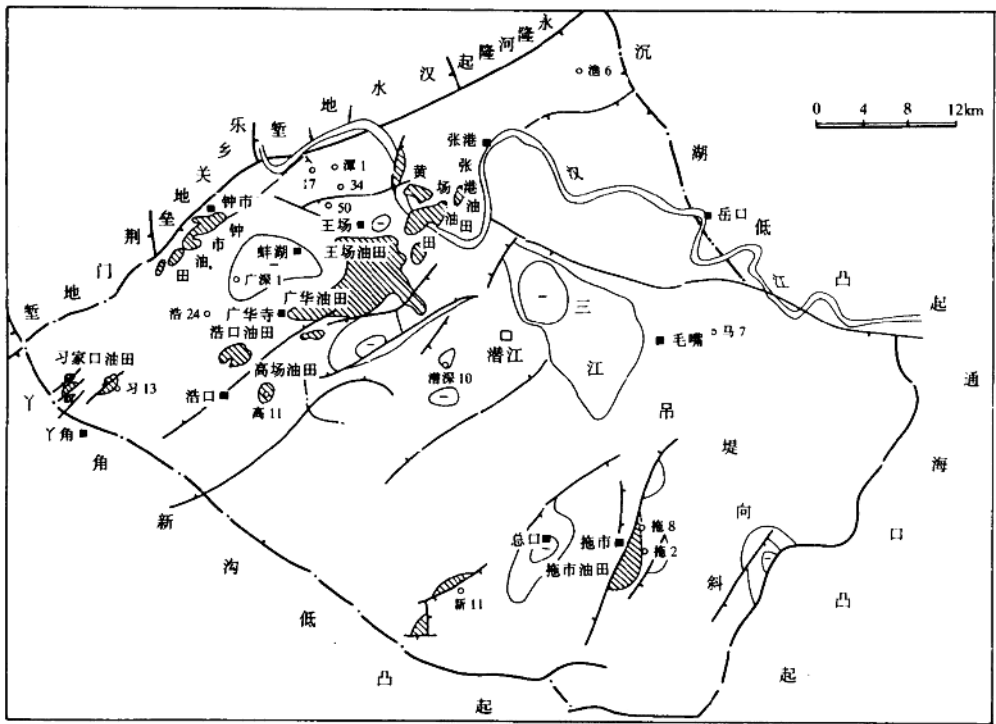 永隆河隆起
汉水地堑
乐乡关地垒
荆门地堑
沉湖低凸起
渔6
0 4 8 12km
张港
张港油田
汉江
岳口
潭1
17
34
50
黄场油田
钟市
钟市油田
王场
王场油田
蚌湖
广深1
广华油田
浩24
广华寺
浩口油田
三江
潜江
毛嘴
马7
习家口油田
习13
高场油田
潜深10
浩口
高11
丫角
丫角新沟低凸起
吊堤向斜
通海口凸起
总口
拖市
拖8
拖2
拖市油田
新11